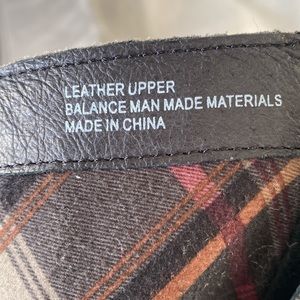 LEATHER UPPER
BALANCE MAN MADE MATERIALS
MADE IN CHINA